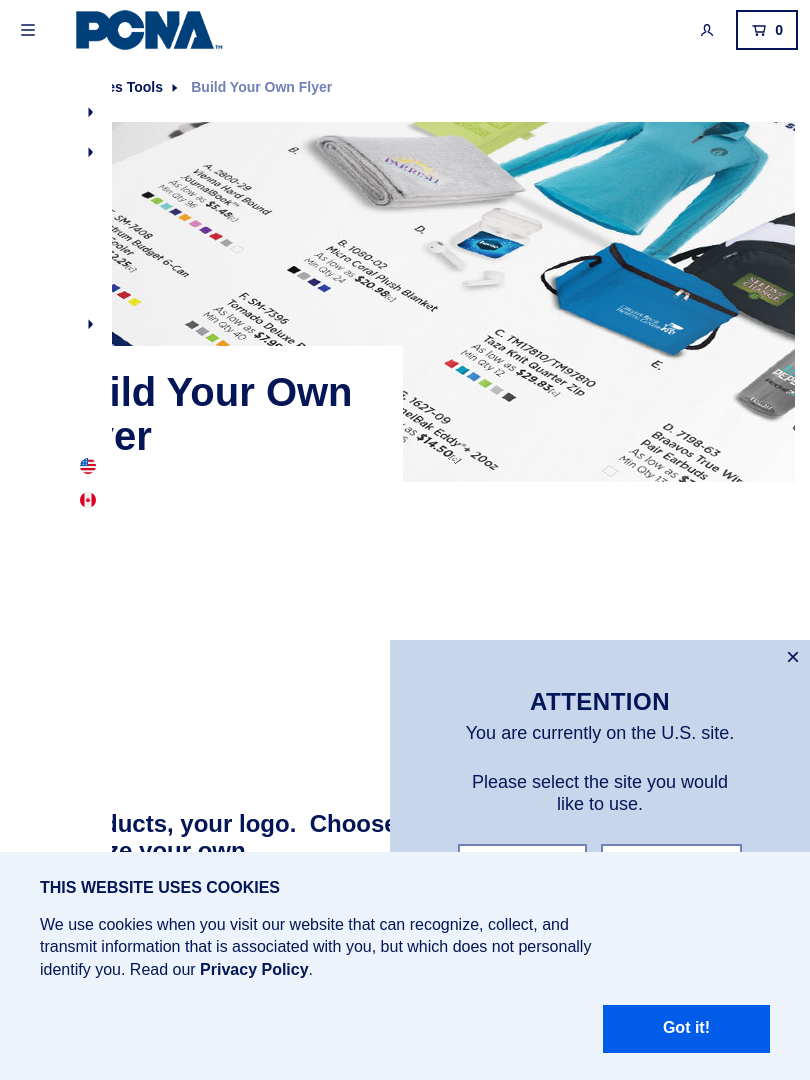 PCNA™
0
es Tools
Build Your Own Flyer
A. 2800-29
Vienna Hard Bound
JournalBook™
As low as $5.48[c]
Min Qty 96
B.
D.
SM-7408
trum Budget 6-Can
ooler
2.25[c]
B. 1080-02
Micro Coral Plush Blanket
As low as $20.98[c]
Min Qty 24
F. SM-7396
Tornado Deluxe
As low as $7.98
Min Qty 40
C. TM17810/TM97810
Taza Knit Quarter Zip
As low as $29.83[c]
Min Qty 12
E.
E. 1627-09
melBak Eddy®+ 20oz
as $14.50[c]
D. 7198-63
Braavos True Wir
Pair Earbuds
As low as $
Min Qty
SEEDS OF
CHANGE
ild Your Own
yer
ducts, your logo. Choose
ze your own
ATTENTION
You are currently on the U.S. site.
Please select the site you would
like to use.
THIS WEBSITE USES COOKIES
We use cookies when you visit our website that can recognize, collect, and
transmit information that is associated with you, but which does not personally
identify you. Read our Privacy Policy.
Got it!